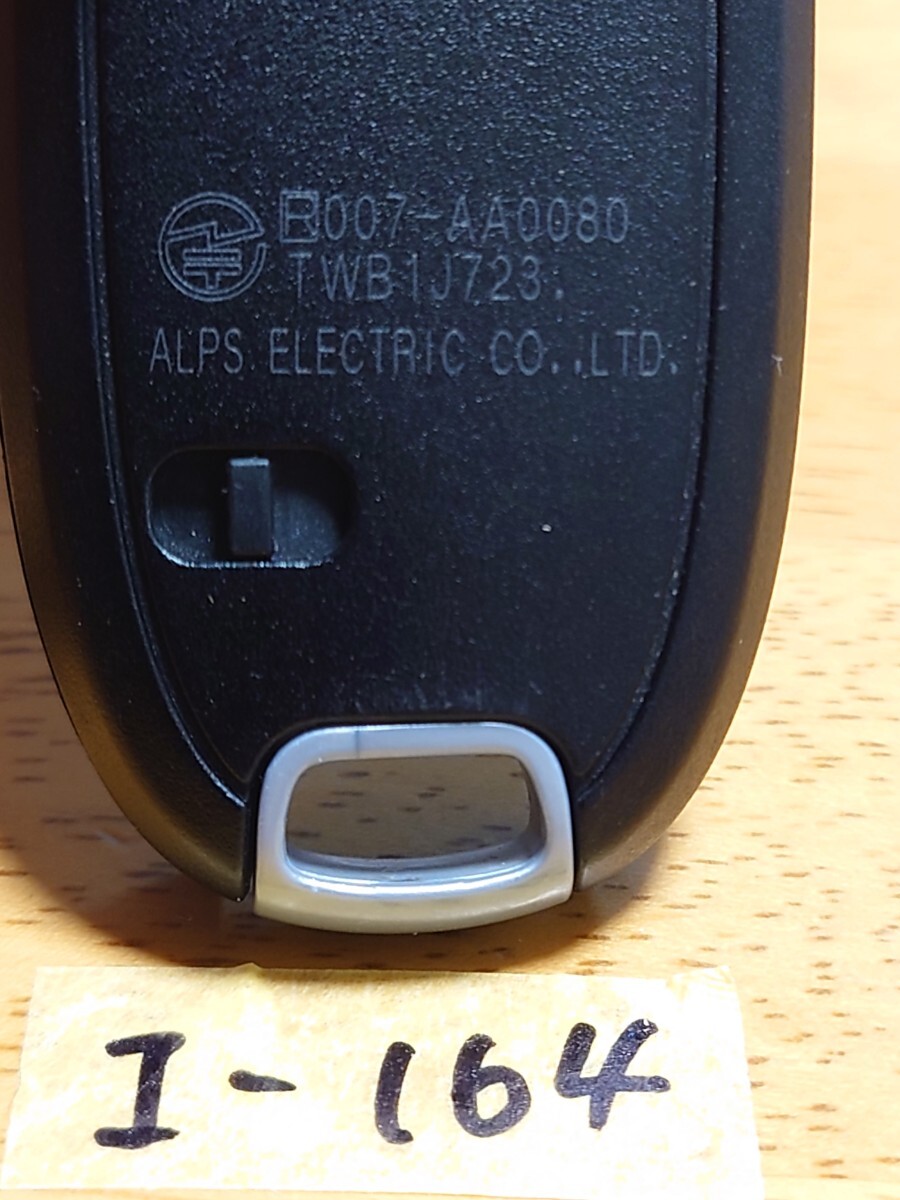 R007-AA0080
TWB1J723.
ALPS ELECTRIC CO.,LTD.
I-164